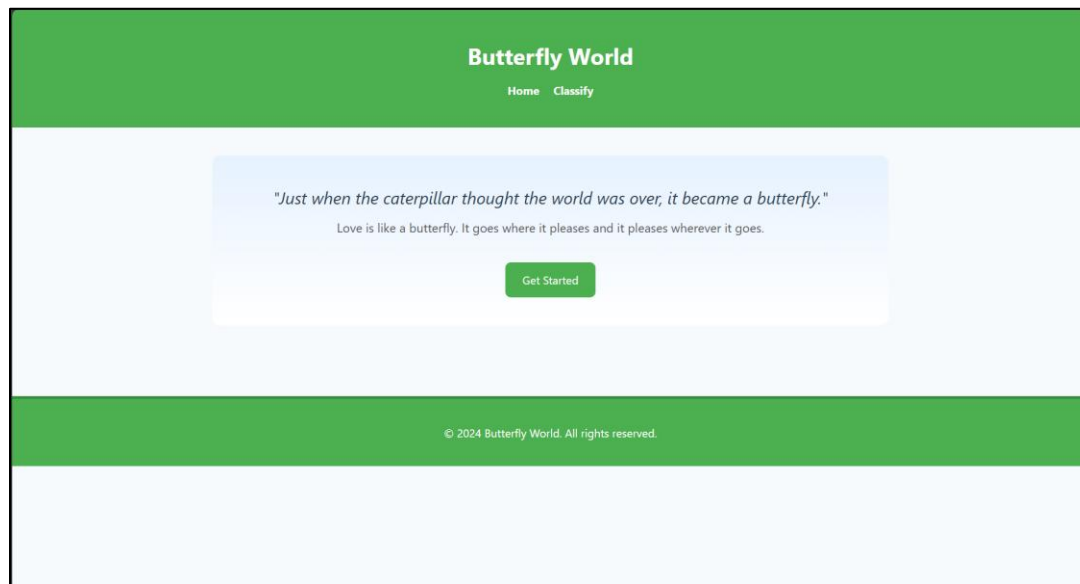 Butterfly World
Home Classify
"Just when the caterpillar thought the world was over, it became a butterfly."
Love is like a butterfly. It goes where it pleases and it pleases wherever it goes.
Get Started
© 2024 Butterfly World. All rights reserved.